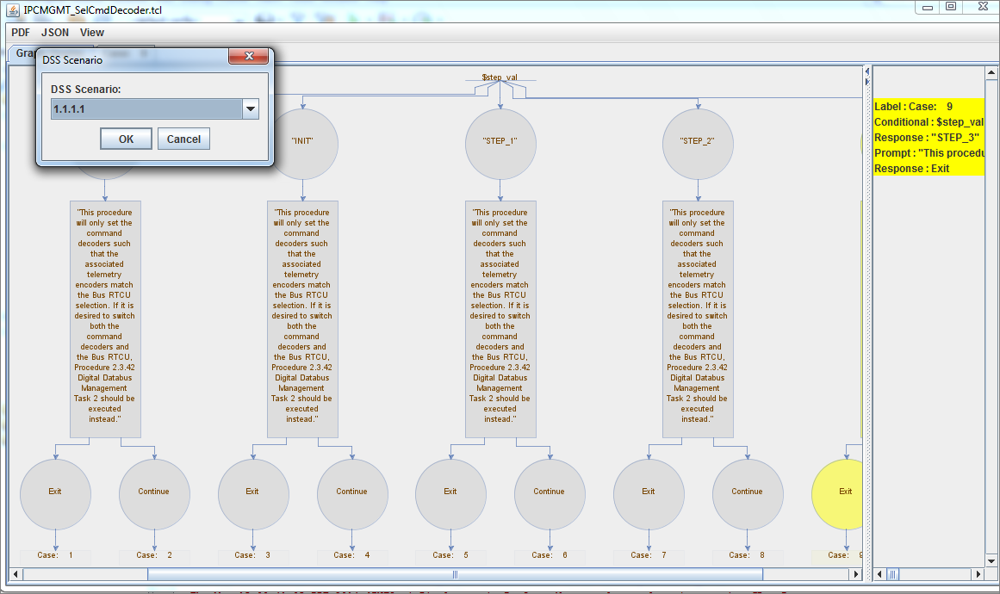 IPCMGMT_SelCmdDecoder.tcl
PDF JSON View
Gra
DSS Scenario
DSS Scenario:
1.1.1.1
OK Cancel
$step_val
"INIT" "STEP_1" "STEP_2"
"This procedure
will only set the
command
decoders such
that the
associated
telemetry
encoders match
the Bus RTCU
selection. If it is
desired to switch
both the
command
decoders and
the Bus RTCU,
Procedure 2.3.42
Digital Databus
Management
Task 2 should be
executed
instead."
"This procedure
will only set the
command
decoders such
that the
associated
telemetry
encoders match
the Bus RTCU
selection. If it is
desired to switch
both the
command
decoders and
the Bus RTCU,
Procedure 2.3.42
Digital Databus
Management
Task 2 should be
executed
instead."
"This procedure
will only set the
command
decoders such
that the
associated
telemetry
encoders match
the Bus RTCU
selection. If it is
desired to switch
both the
command
decoders and
the Bus RTCU,
Procedure 2.3.42
Digital Databus
Management
Task 2 should be
executed
instead."
"This procedure
will only set the
command
decoders such
that the
associated
telemetry
encoders match
the Bus RTCU
selection. If it is
desired to switch
both the
command
decoders and
the Bus RTCU,
Procedure 2.3.42
Digital Databus
Management
Task 2 should be
executed
instead."
Exit Continue Exit Continue Exit Continue Exit Continue Exit
Case: 1 Case: 2 Case: 3 Case: 4 Case: 5 Case: 6 Case: 7 Case: 8 Case: 9
Label : Case: 9
Conditional : $step_val
Response : "STEP_3"
Prompt : "This procedu
Response : Exit